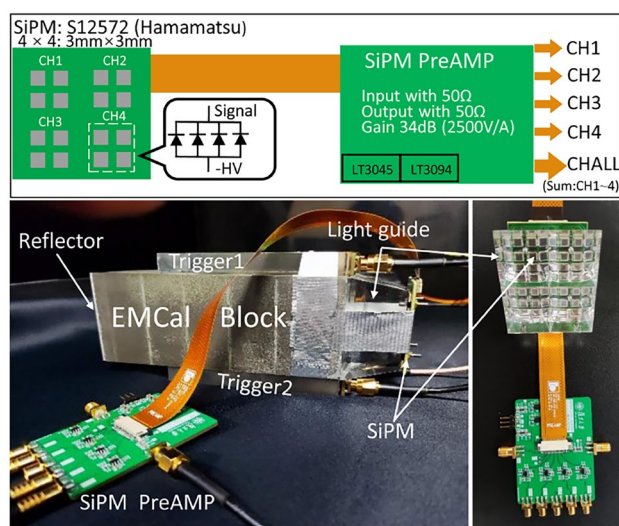 SiPM: S12572 (Hamamatsu)
4 × 4: 3mm×3mm
CH1
CH2
CH3
CH4
Signal
-HV
SiPM PreAMP
Input with 50Ω
Output with 50Ω
Gain 34dB (2500V/A)
LT3045
LT3094
CH1
CH2
CH3
CH4
CHALL
(Sum:CH1~4)
Reflector
Trigger1
Light guide
EMCal Block
Trigger2
SiPM
SiPM PreAMP